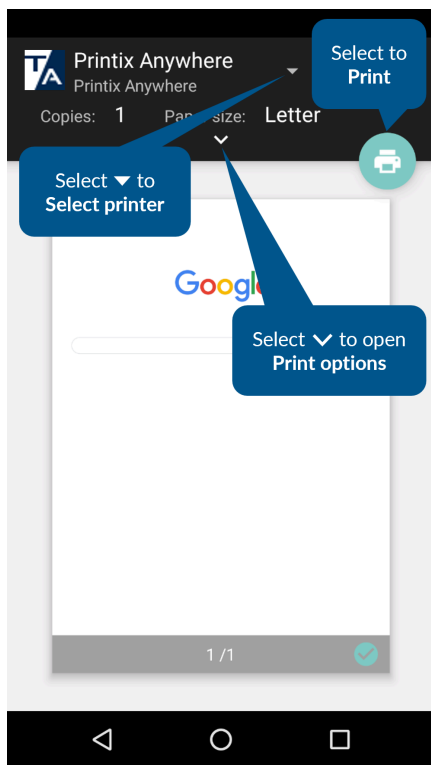 Printix Anywhere
Printix Anywhere
Copies: 1 Paper size: Letter
Select to
Print
Select ▼ to
Select printer
Google
Select ⌵ to open
Print options
1 /1